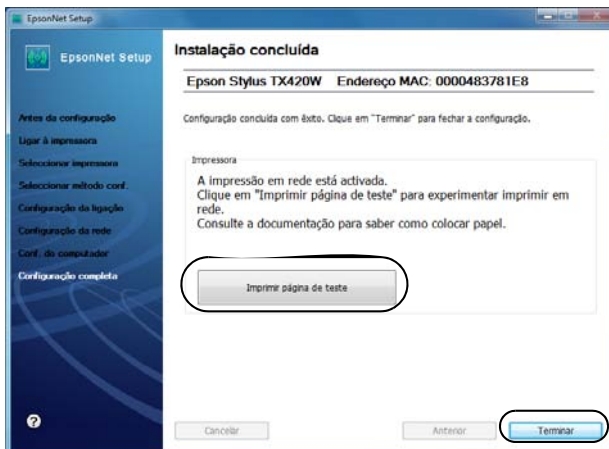 EpsonNet Setup
EpsonNet Setup
Instalação concluída
Epson Stylus TX420W Endereço MAC: 0000483781E8
Antes da configuração
Ligar à impressora
Seleccionar impressora
Seleccionar método conf.
Configuração da ligação
Configuração da rede
Conf. do computador
Configuração completa
Configuração concluída com êxito. Clique em "Terminar" para fechar a configuração.
Impressora
A impressão em rede está activada.
Clique em "Imprimir página de teste" para experimentar imprimir em
rede.
Consulte a documentação para saber como colocar papel.
Imprimir página de teste
?
Cancelar
Anterior
Terminar